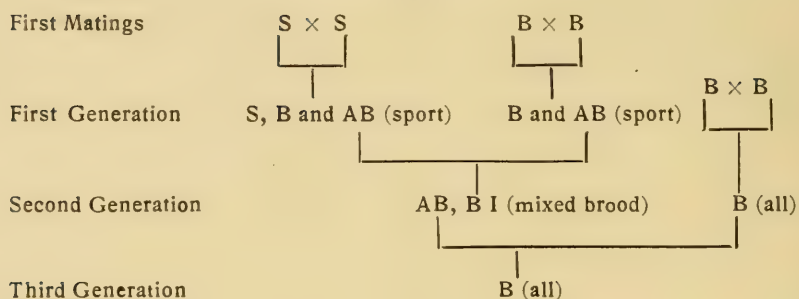 First Matings S × S B × B
B × B
First Generation S, B and AB (sport) B and AB (sport)
Second Generation AB, B I (mixed brood) B (all)
Third Generation B (all)